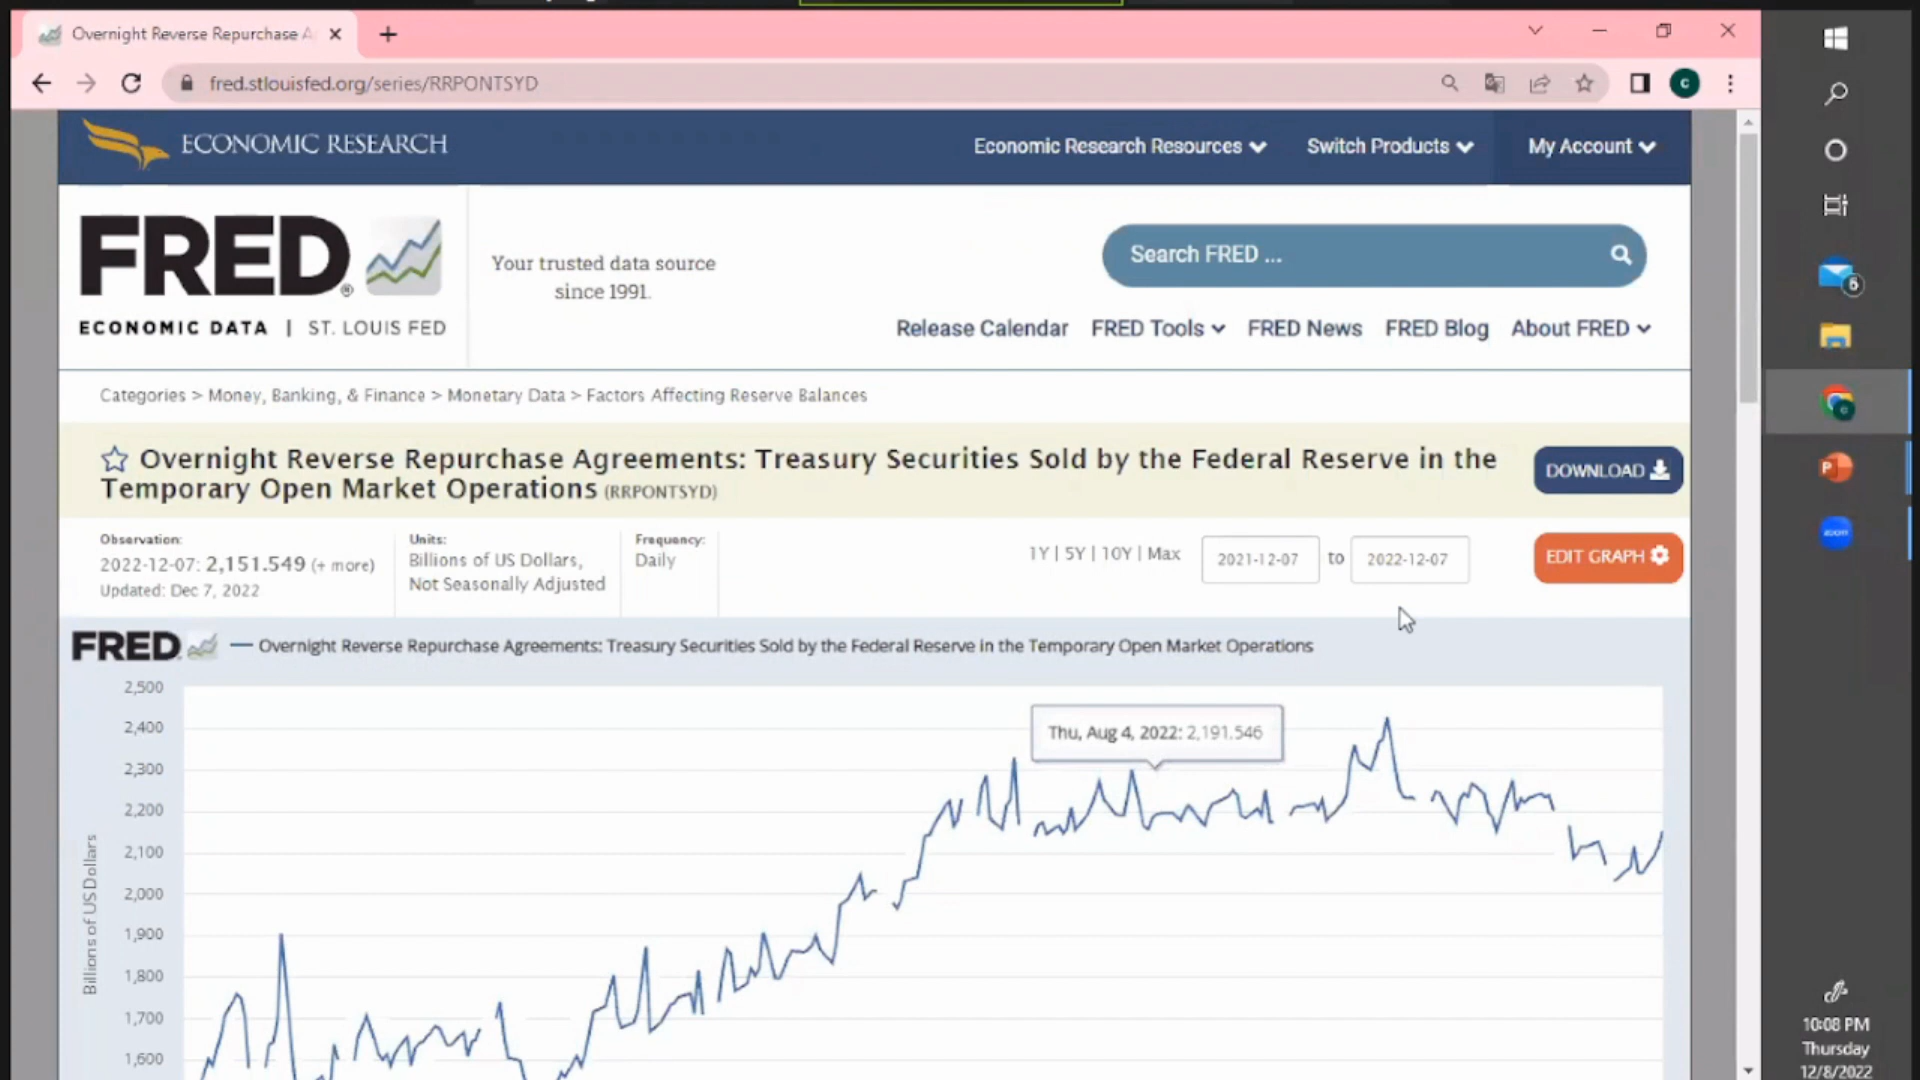 Overnight Reverse Repurchase A
fred.stlouisfed.org/series/RRPONTSYD
C
ECONOMIC RESEARCH
Economic Research Resources
Switch Products
My Account
FRED®
ECONOMIC DATA | ST. LOUIS FED
Your trusted data source
since 1991.
Search FRED ...
Release Calendar
FRED Tools
FRED News
FRED Blog
About FRED
Categories > Money, Banking, & Finance > Monetary Data > Factors Affecting Reserve Balances
Overnight Reverse Repurchase Agreements: Treasury Securities Sold by the Federal Reserve in the
Temporary Open Market Operations (RRPONTSYD)
DOWNLOAD
Observation:
2022-12-07: 2,151.549 (+ more)
Updated: Dec 7, 2022
Units:
Billions of US Dollars,
Not Seasonally Adjusted
Frequency:
Daily
1Y | 5Y | 10Y | Max
2021-12-07 to 2022-12-07
EDIT GRAPH
FRED
Overnight Reverse Repurchase Agreements: Treasury Securities Sold by the Federal Reserve in the Temporary Open Market Operations
Thu, Aug 4, 2022: 2,191.546
Billions of US Dollars
2,500
2,400
2,300
2,200
2,100
2,000
1,900
1,800
1,700
1,600
6
P
zoom
10:08 PM
Thursday
12/8/2022